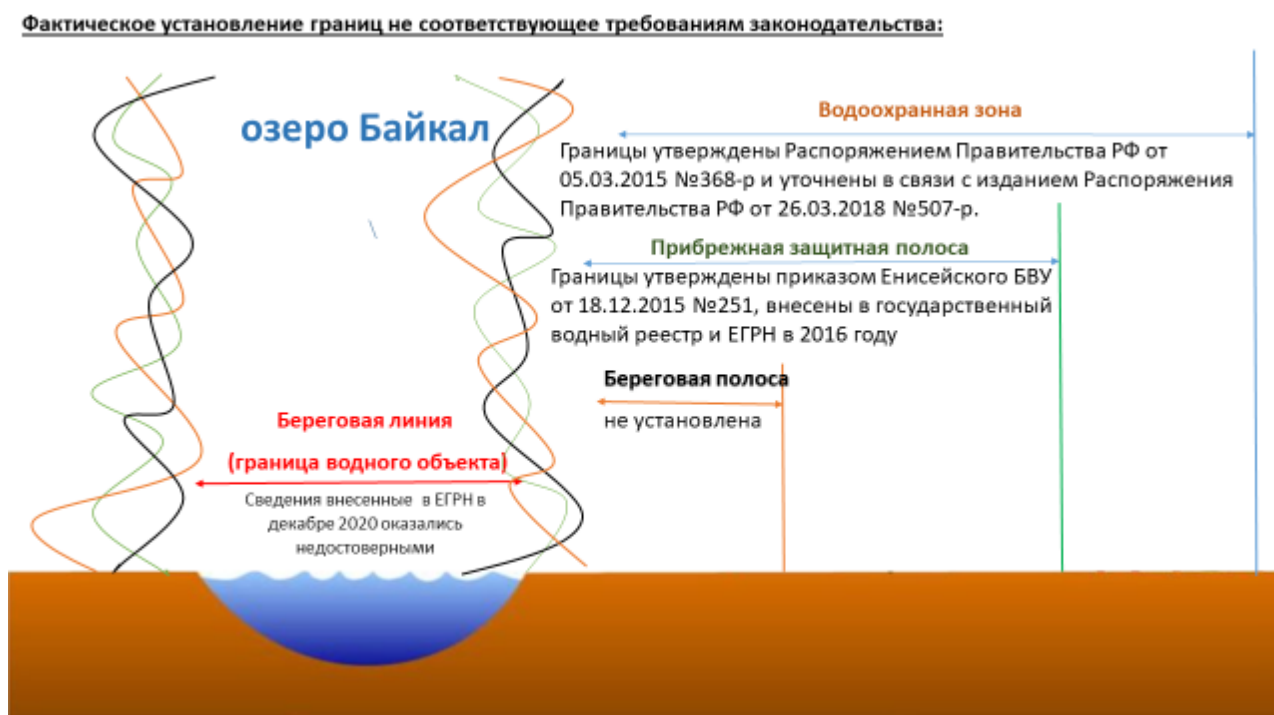 Фактическое установление границ не соответствующее требованиям законодательства:
озеро Байкал
Водоохранная зона
Границы утверждены Распоряжением Правительства РФ от
05.03.2015 №368-р и уточнены в связи с изданием Распоряжения
Правительства РФ от 26.03.2018 №507-р.
Прибрежная защитная полоса
Границы утверждены приказом Енисейского БВУ
от 18.12.2015 №251, внесены в государственный
водный реестр и ЕГРН в 2016 году
Береговая полоса
не установлена
Береговая линия
(граница водного объекта)
Сведения внесенные в ЕГРН в
декабре 2020 оказались
недостоверными